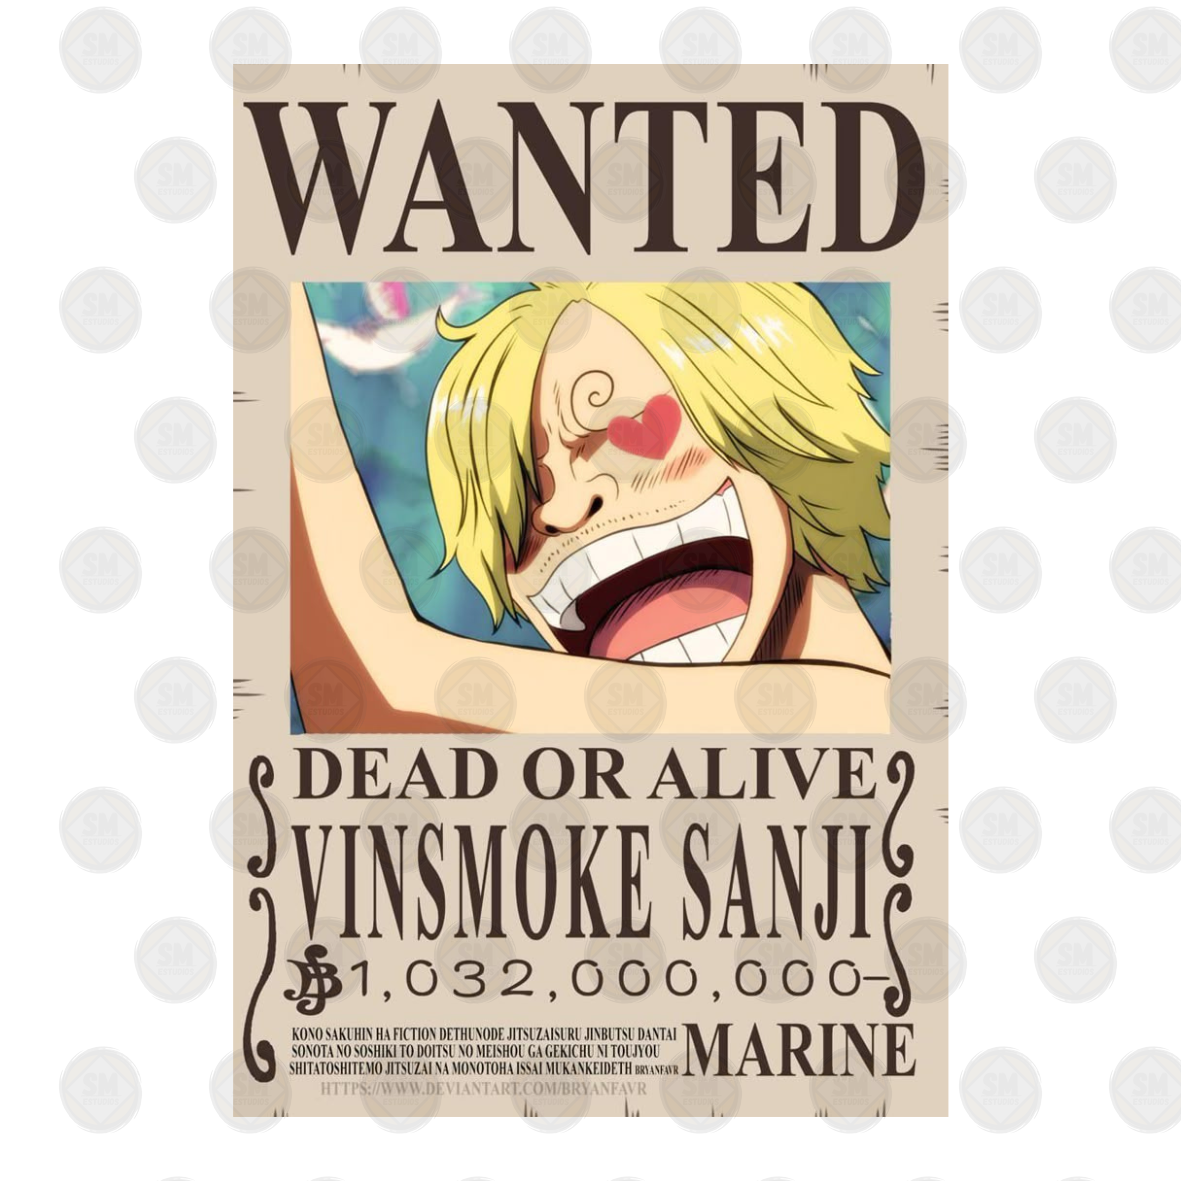 WANTED
DEAD OR ALIVE
VINSMOKE SANJI
฿1,032,000,000-
KONO SAKUHIN HA FICTION DETHUNODE JITSUZAISURU JINBUTSU DANTAI
SONOTA NO SOSHIKI TO DOITSU NO MEISHOU GA GEKICHU NI TOUJYOU
SHITATOSHITEMO JITSUZAI NA MONOTOHA ISSAI MUKANKEIDETH BRYANFAVR
MARINE
HTTPS://WWW.DEVIANTART.COM/BRYANFAVR
SM